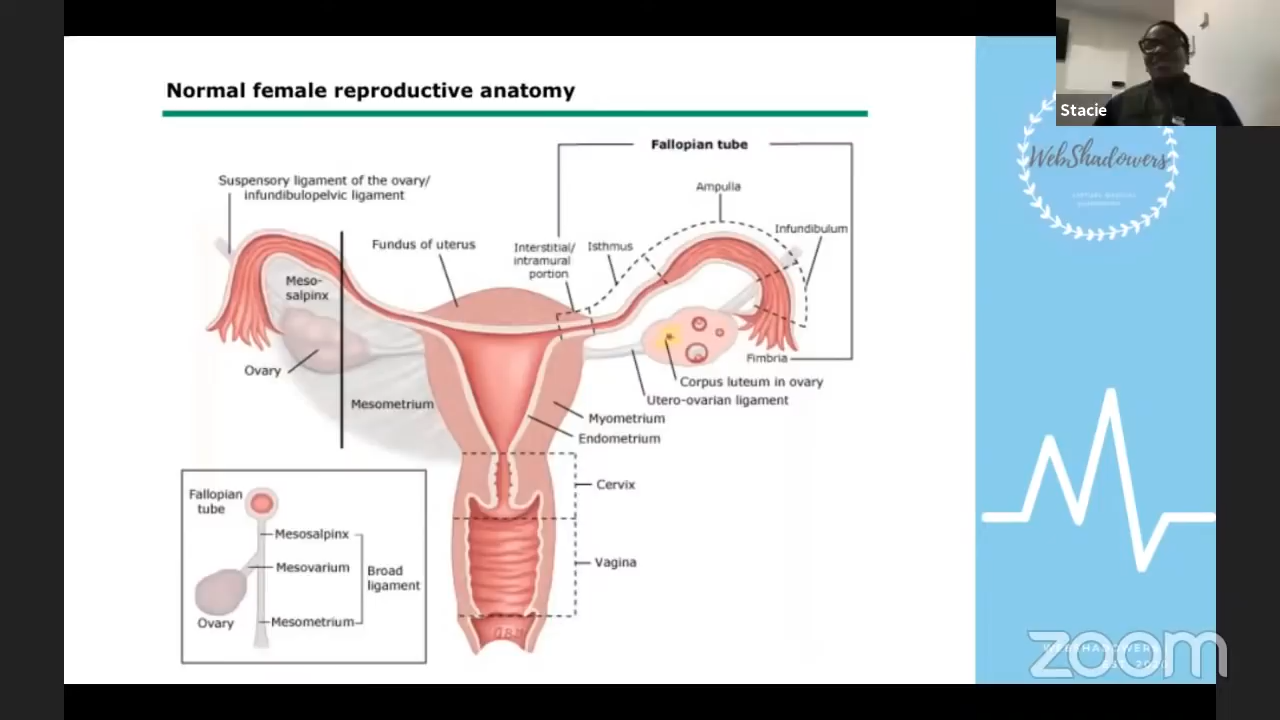 Normal female reproductive anatomy
Stacie
WebShadowers
Fallopian tube
Suspensory ligament of the ovary/
infundibulopelvic ligament
Ampulla
Infundibulum
Fundus of uterus
Interstitial/
intramural
portion
Isthmus
Meso-
salpinx
Ovary
Mesometrium
Fimbria
Corpus luteum in ovary
Utero-ovarian ligament
Myometrium
Endometrium
Cervix
Vagina
Fallopian
tube
Mesosalpinx
Mesovarium
Broad
ligament
Ovary
Mesometrium
WEBSHADOWERS
zoom